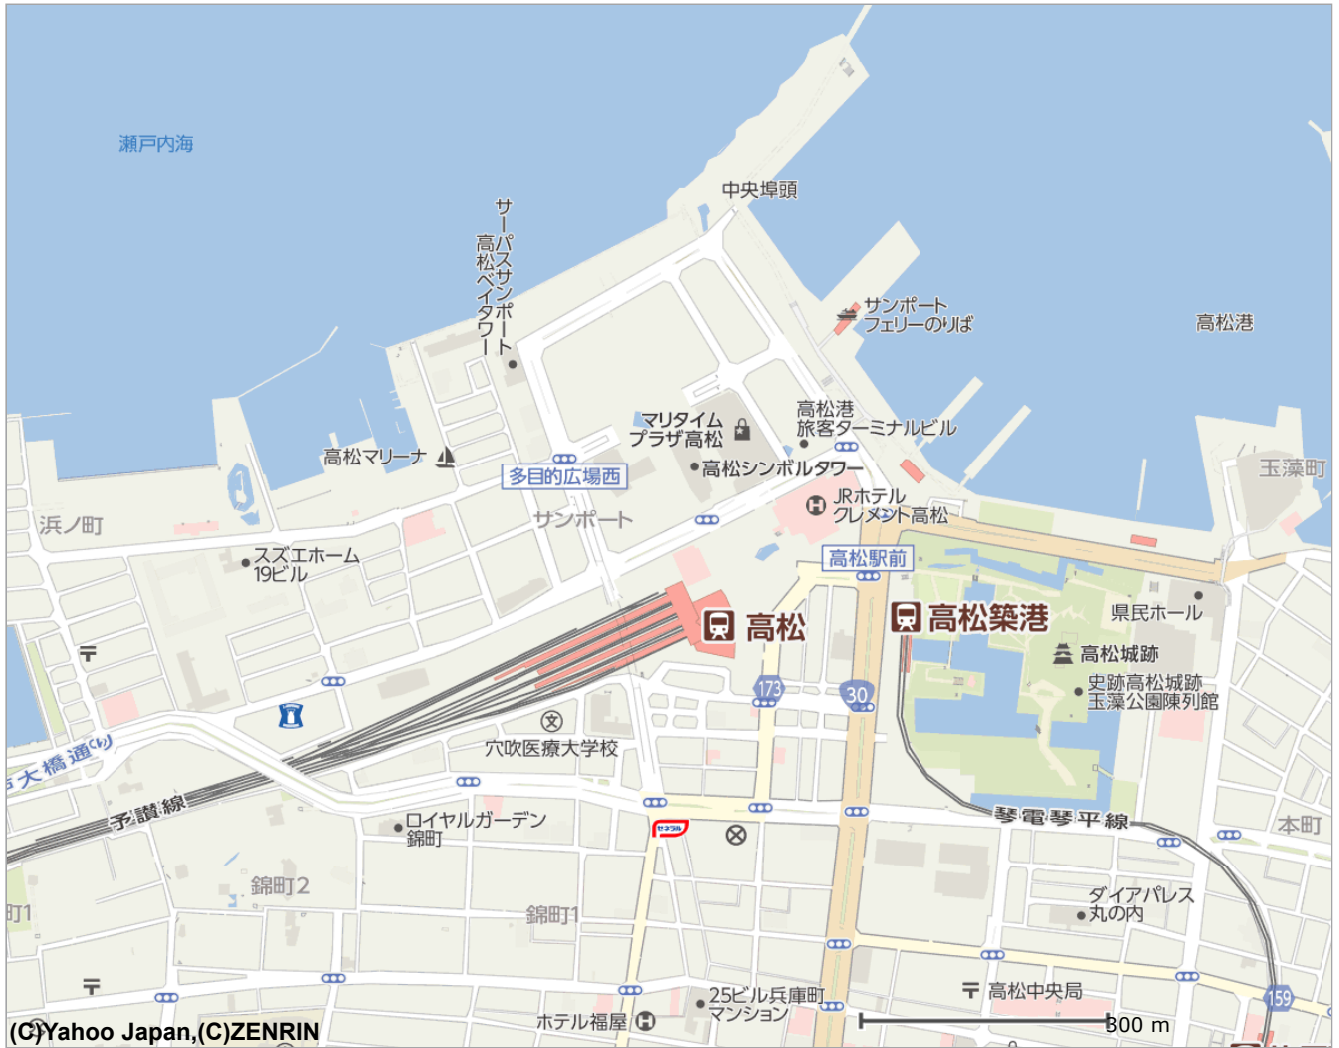 瀬戸内海
中央埠頭
サーパスサンポート
高松ベイタワー
サンポート
フェリーのりば
高松港
高松港
旅客ターミナルビル
マリタイム
プラザ高松
高松シンボルタワー
高松マリーナ
多目的広場西
玉藻町
JRホテル
クレメント高松
サンポート
浜ノ町
スズエホーム
19ビル
高松駅前
県民ホール
高松
高松築港
高松城跡
史跡高松城跡
玉藻公園陳列館
173
30
穴吹医療大学校
大橋通り
予讃線
琴電琴平線
ロイヤルガーデン
錦町
セネラル
本町
錦町2
錦町1
町1
ダイアパレス
丸の内
高松中央局
25ビル兵庫町
マンション
ホテル福屋
159
300 m
(C)Yahoo Japan,(C)ZENRIN